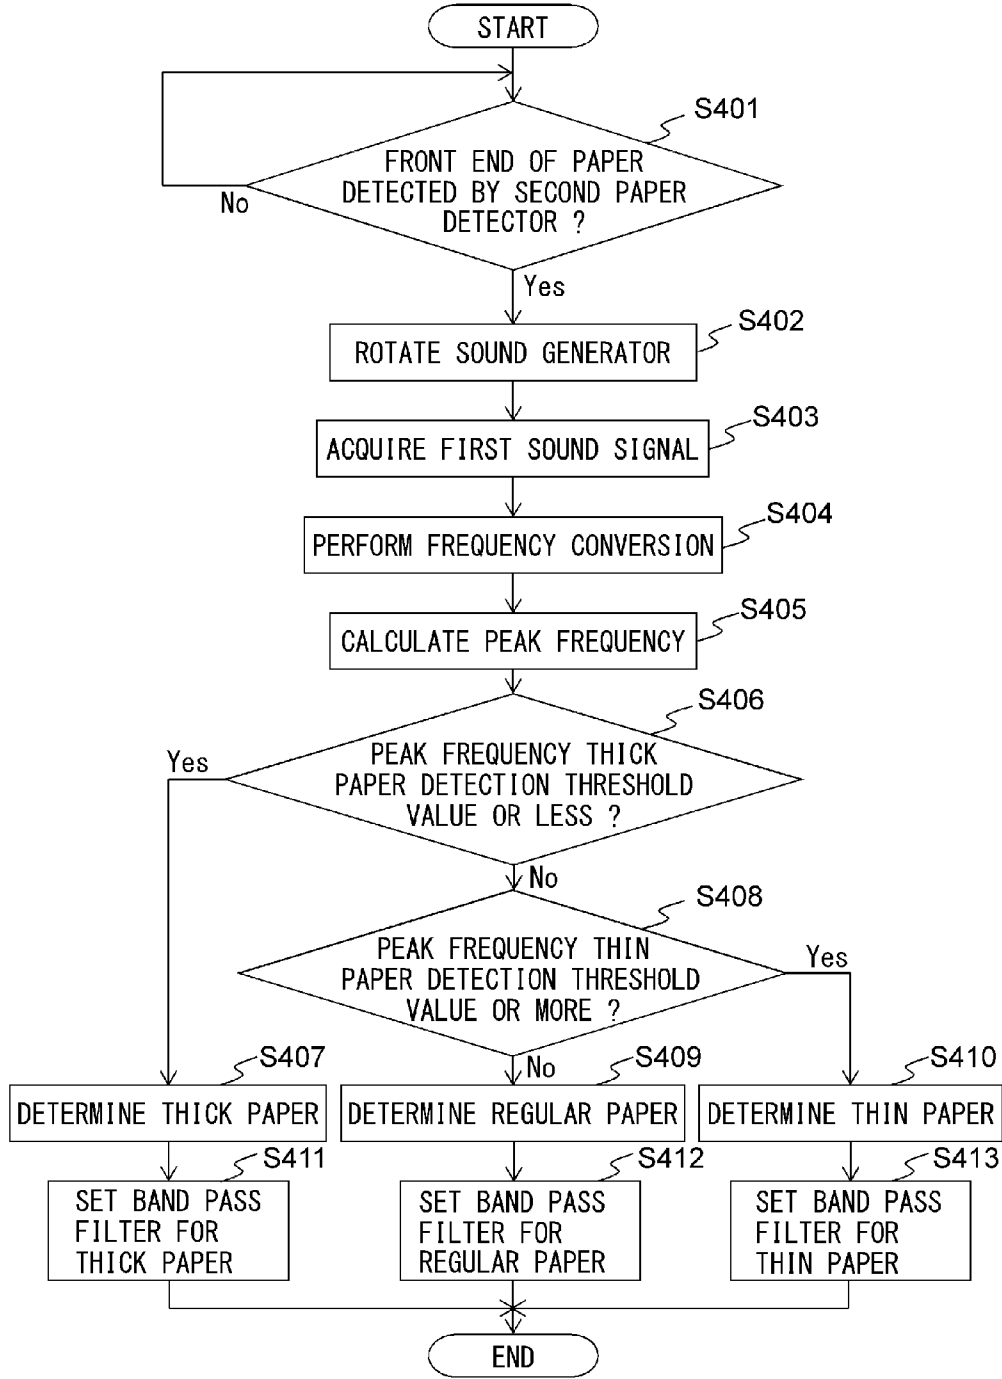 START
S401
FRONT END OF PAPER
DETECTED BY SECOND PAPER
DETECTOR ?
No
Yes
S402
ROTATE SOUND GENERATOR
S403
ACQUIRE FIRST SOUND SIGNAL
S404
PERFORM FREQUENCY CONVERSION
S405
CALCULATE PEAK FREQUENCY
S406
PEAK FREQUENCY THICK
PAPER DETECTION THRESHOLD
VALUE OR LESS ?
Yes
No
S408
PEAK FREQUENCY THIN
PAPER DETECTION THRESHOLD
VALUE OR MORE ?
Yes
No
S407
DETERMINE THICK PAPER
S409
DETERMINE REGULAR PAPER
S410
DETERMINE THIN PAPER
S411
SET BAND PASS
FILTER FOR
THICK PAPER
S412
SET BAND PASS
FILTER FOR
REGULAR PAPER
S413
SET BAND PASS
FILTER FOR
THIN PAPER
END